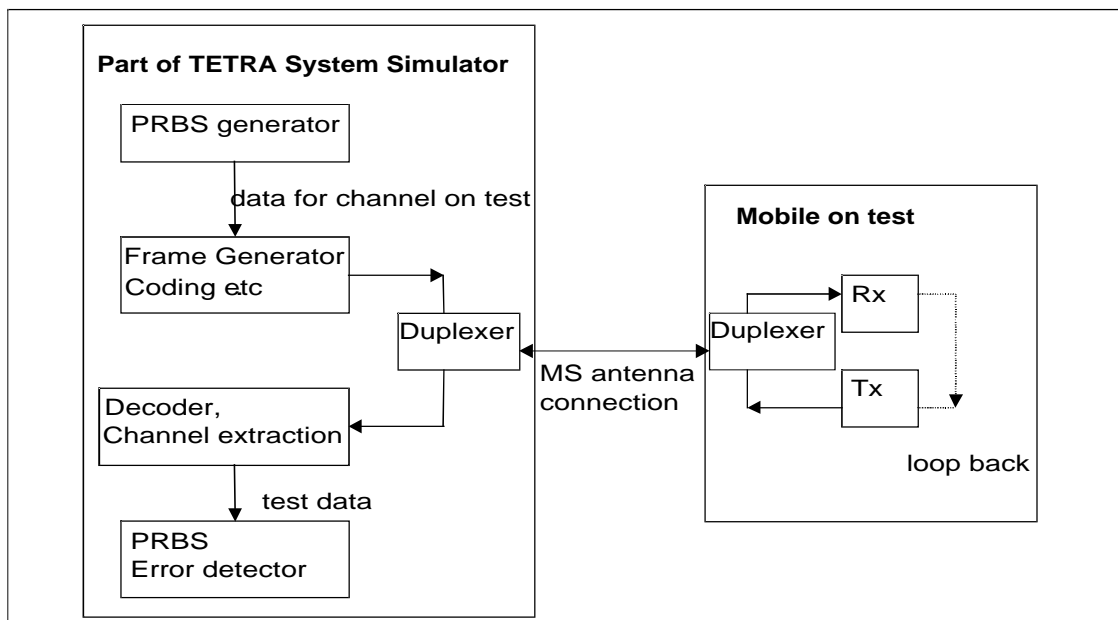 Part of TETRA System Simulator
PRBS generator
data for channel on test
Frame Generator
Coding etc
Duplexer
Decoder,
Channel extraction
test data
PRBS
Error detector
MS antenna
connection
Mobile on test
Duplexer
Rx
Tx
loop back